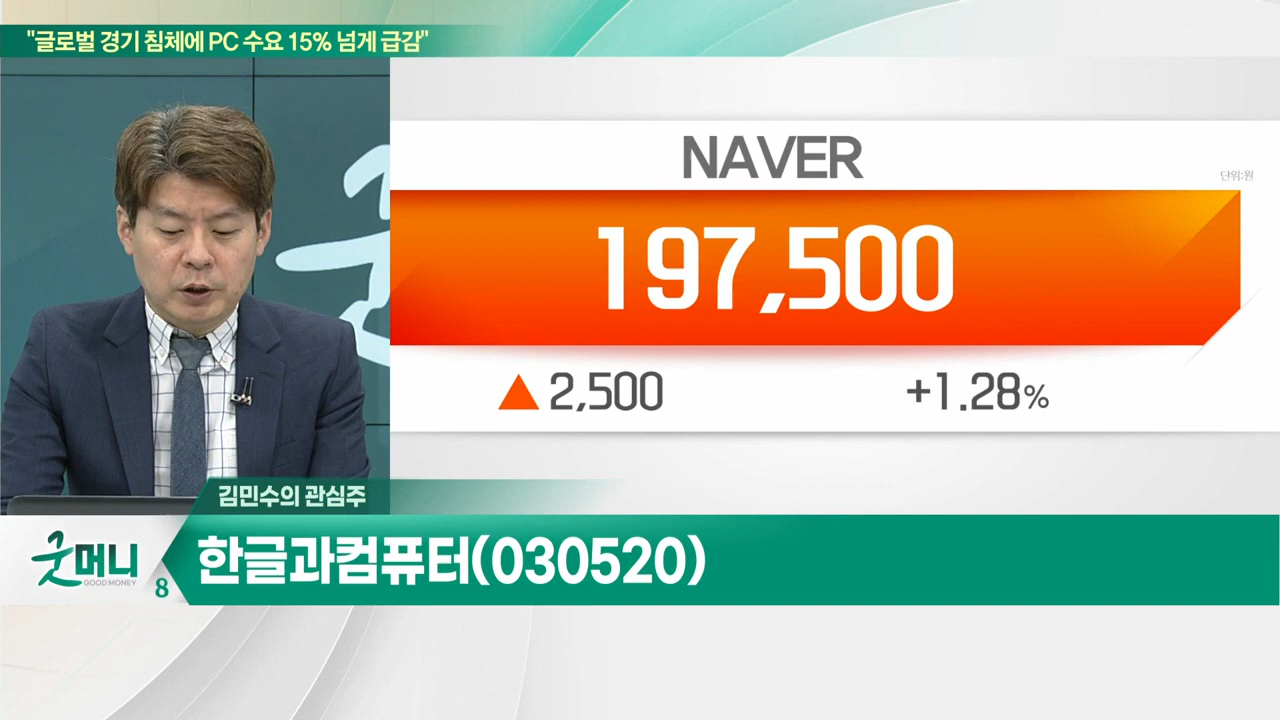 "글로벌 경기 침체에 PC 수요 15% 넘게 급감"
NAVER
단위:원
197,500
▲ 2,500 +1.28%
김민수의 관심주
굿머니
GOOD MONEY
8
한글과컴퓨터(030520)